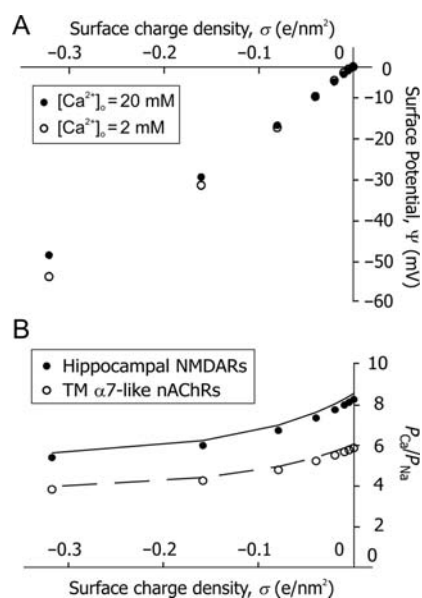 A
Surface charge density, σ (e/nm²)
−0.3 −0.2 −0.1 0
● [Ca²⁺]ₒ = 20 mM
○ [Ca²⁺]ₒ = 2 mM
0
−10
−20
−30
−40
−50
−60
Surface Potential, Ψ (mV)
B
● Hippocampal NMDARs
○ TM α7-like nAChRs
10
8
6
4
2
0
P_Ca/P_Na
−0.3 −0.2 −0.1 0
Surface charge density, σ (e/nm²)